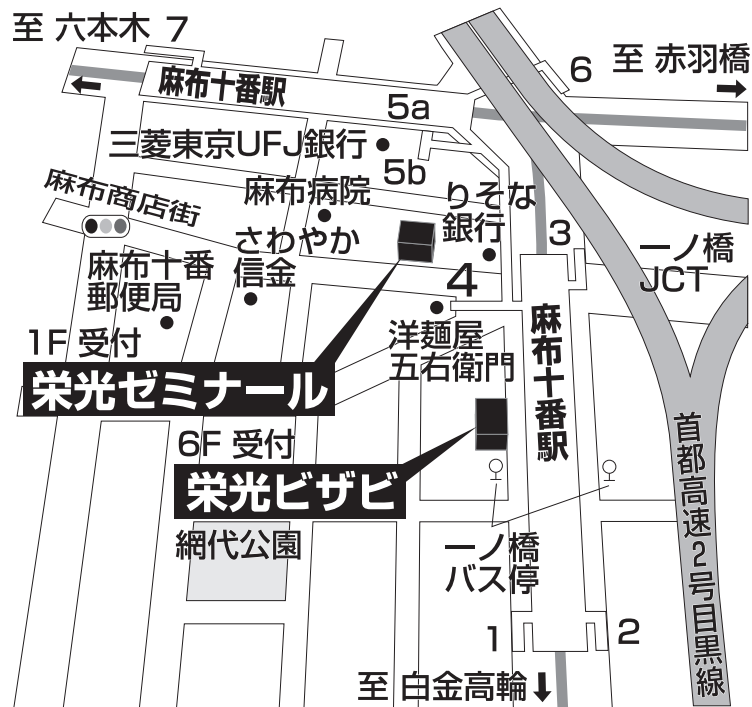 至 六本木 7
麻布十番駅
6 至 赤羽橋
5a
三菱東京UFJ銀行
5b
麻布商店街
麻布病院
りそな
銀行
さわやか
信金
麻布十番
郵便局
3
一ノ橋
JCT
4
1F 受付
栄光ゼミナール
洋麺屋
五右衛門
麻布十番駅
6F 受付
栄光ビザビ
首都高速2号目黒線
網代公園
一ノ橋
バス停
1
2
至 白金高輪